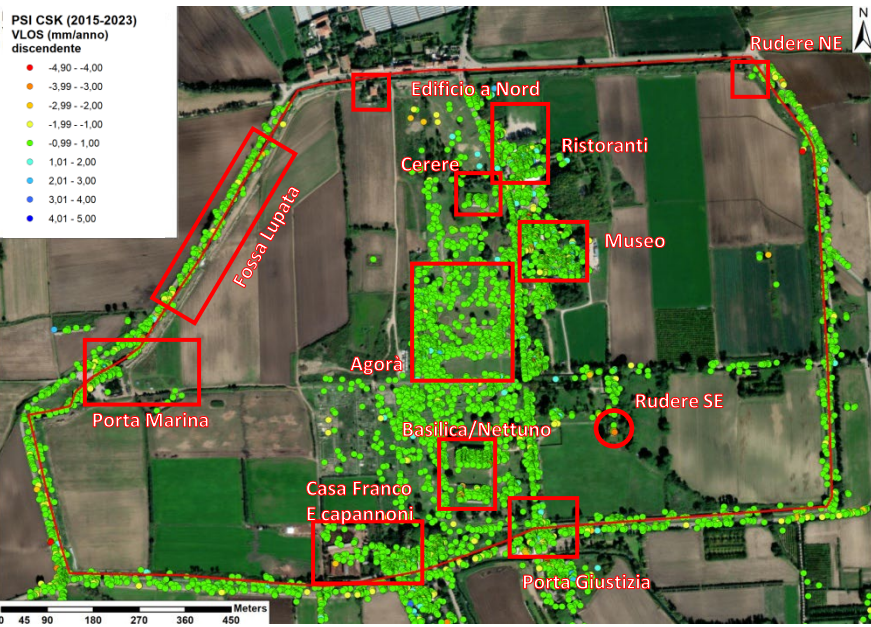 PSI CSK (2015-2023)
VLOS (mm/anno)
discendente
-4,90 - -4,00
-3,99 - -3,00
-2,99 - -2,00
-1,99 - -1,00
-0,99 - 1,00
1,01 - 2,00
2,01 - 3,00
3,01 - 4,00
4,01 - 5,00
N
Rudere NE
Edificio a Nord
Ristoranti
Cerere
Fossa Lupata
Museo
Agorà
Porta Marina
Rudere SE
Basilica/Nettuno
Casa Franco
E capannoni
Porta Giustizia
Meters
0 45 90 180 270 360 450